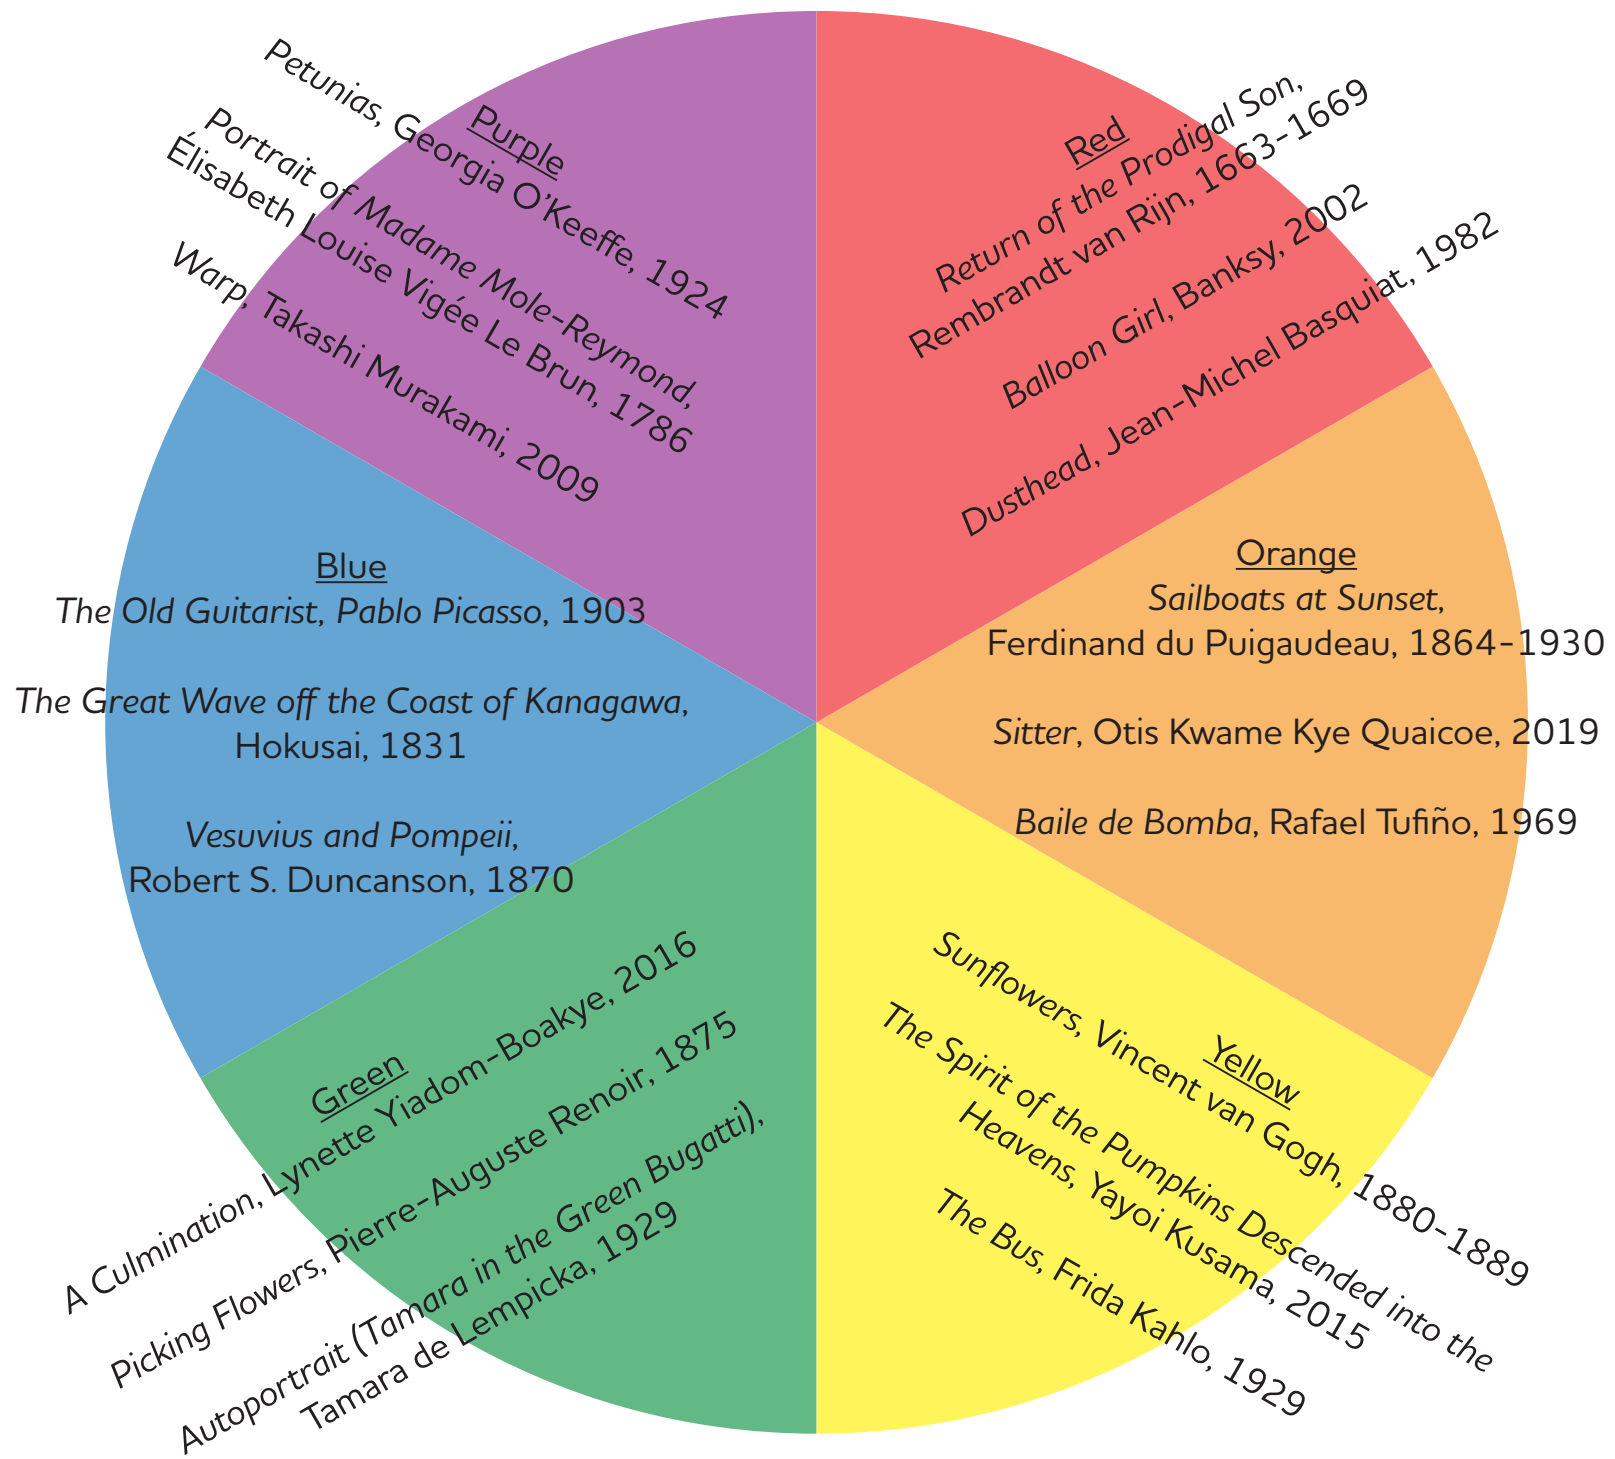 Purple
Petunias, Georgia O’Keeffe, 1924
Portrait of Madame Mole-Reymond,
Élisabeth Louise Vigée Le Brun, 1786
Warp, Takashi Murakami, 2009
Red
Return of the Prodigal Son,
Rembrandt van Rijn, 1663-1669
Balloon Girl, Banksy, 2002
Dusthead, Jean-Michel Basquiat, 1982
Blue
The Old Guitarist, Pablo Picasso, 1903
The Great Wave off the Coast of Kanagawa,
Hokusai, 1831
Vesuvius and Pompeii,
Robert S. Duncanson, 1870
Orange
Sailboats at Sunset,
Ferdinand du Puigaudeau, 1864-1930
Sitter, Otis Kwame Kye Quaicoe, 2019
Baile de Bomba, Rafael Tufiño, 1969
Green
A Culmination, Lynette Yiadom-Boakye, 2016
Picking Flowers, Pierre-Auguste Renoir, 1875
Autoportrait (Tamara in the Green Bugatti),
Tamara de Lempicka, 1929
Yellow
Sunflowers, Vincent van Gogh, 1880-1889
The Spirit of the Pumpkins Descended into the
Heavens, Yayoi Kusama, 2015
The Bus, Frida Kahlo, 1929